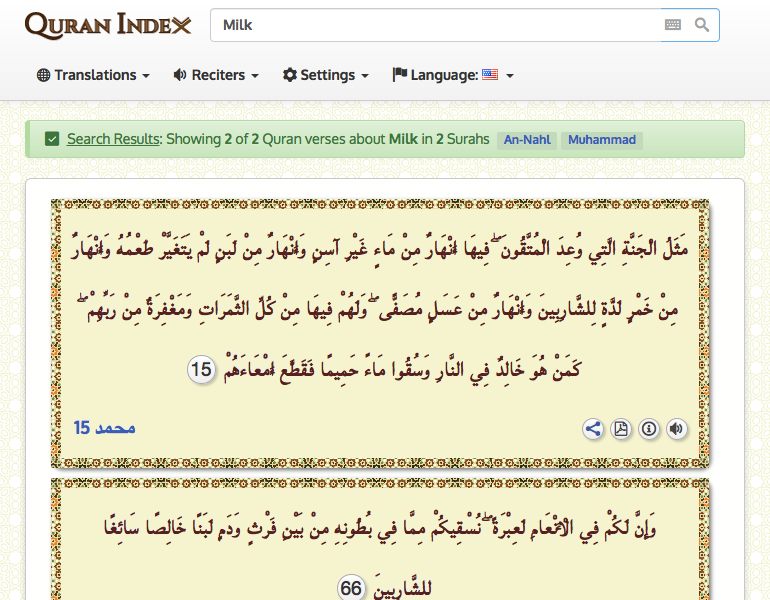 QURAN INDEX
Milk
Translations
Reciters
Settings
Language:
Search Results: Showing 2 of 2 Quran verses about Milk in 2 Surahs An-Nahl Muhammad
مَثَلُ الْجَنَّةِ الَّتِي وُعِدَ الْمُتَّقُونَ ۖ فِيهَا أَنْهَارٌ مِنْ مَاءٍ غَيْرِ آسِنٍ وَأَنْهَارٌ مِنْ لَبَنٍ لَمْ يَتَغَيَّرْ طَعْمُهُ وَأَنْهَارٌ
مِنْ خَمْرٍ لَذَّةٍ لِلشَّارِبِينَ وَأَنْهَارٌ مِنْ عَسَلٍ مُصَفًّى ۖ وَلَهُمْ فِيهَا مِنْ كُلِّ الثَّمَرَاتِ وَمَغْفِرَةٌ مِنْ رَبِّهِمْ ۖ
كَمَنْ هُوَ خَالِدٌ فِي النَّارِ وَسُقُوا مَاءً حَمِيمًا فَقَطَّعَ أَمْعَاءَهُمْ 15
محمد 15
وَإِنَّ لَكُمْ فِي الْأَنْعَامِ لَعِبْرَةً ۖ نُسْقِيكُمْ مِمَّا فِي بُطُونِهِ مِنْ بَيْنِ فَرْثٍ وَدَمٍ لَبَنًا خَالِصًا سَائِغًا
لِلشَّارِبِينَ 66